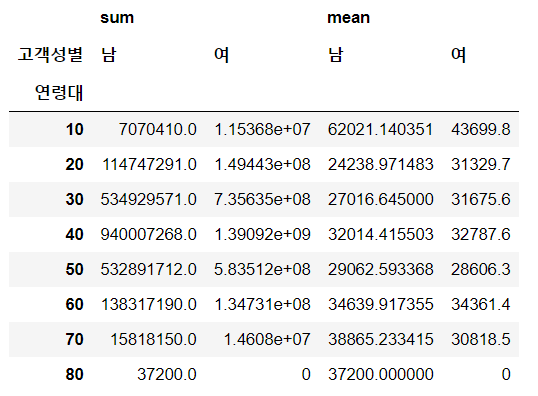 sum mean
고객성별 남 여 남 여
연령대
10 7070410.0 1.15368e+07 62021.140351 43699.8
20 114747291.0 1.49443e+08 24238.971483 31329.7
30 534929571.0 7.35635e+08 27016.645000 31675.6
40 940007268.0 1.39092e+09 32014.415503 32787.6
50 532891712.0 5.83512e+08 29062.593368 28606.3
60 138317190.0 1.34731e+08 34639.917355 34361.4
70 15818150.0 1.4608e+07 38865.233415 30818.5
80 37200.0 0 37200.000000 0